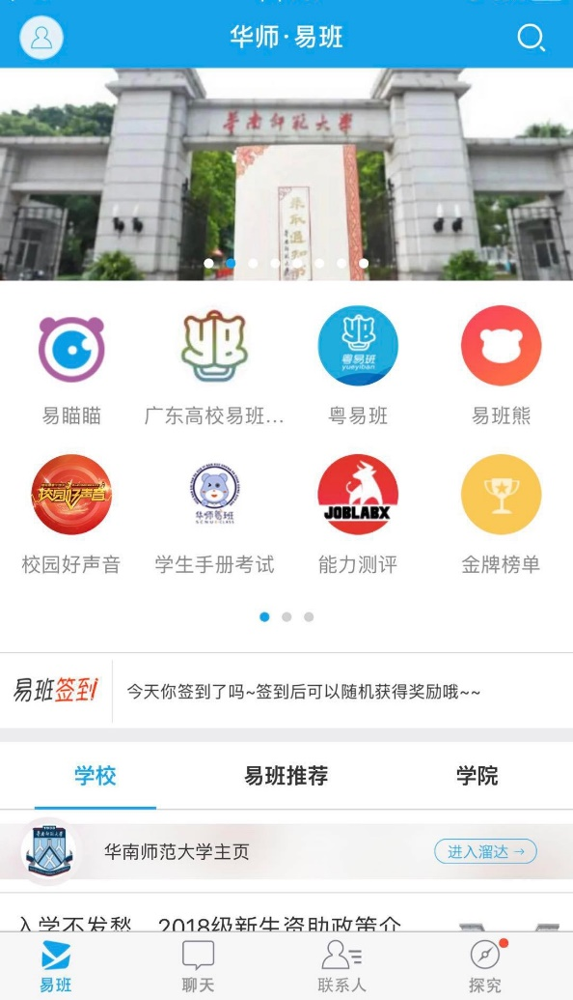 华师·易班
華南师范大学
录取通知书
易瞄瞄
广东高校易班...
粤易班
yueyiban
粤易班
易班熊
校园好声音
校园好声音
华师易班
学生手册考试
JOBLABX
能力测评
金牌榜单
易班签到
今天你签到了吗~签到后可以随机获得奖励哦~~
学校
易班推荐
学院
华南师范大学主页
进入溜达→
入学不发愁，2018级新生资助政策介
易班
聊天
联系人
探究